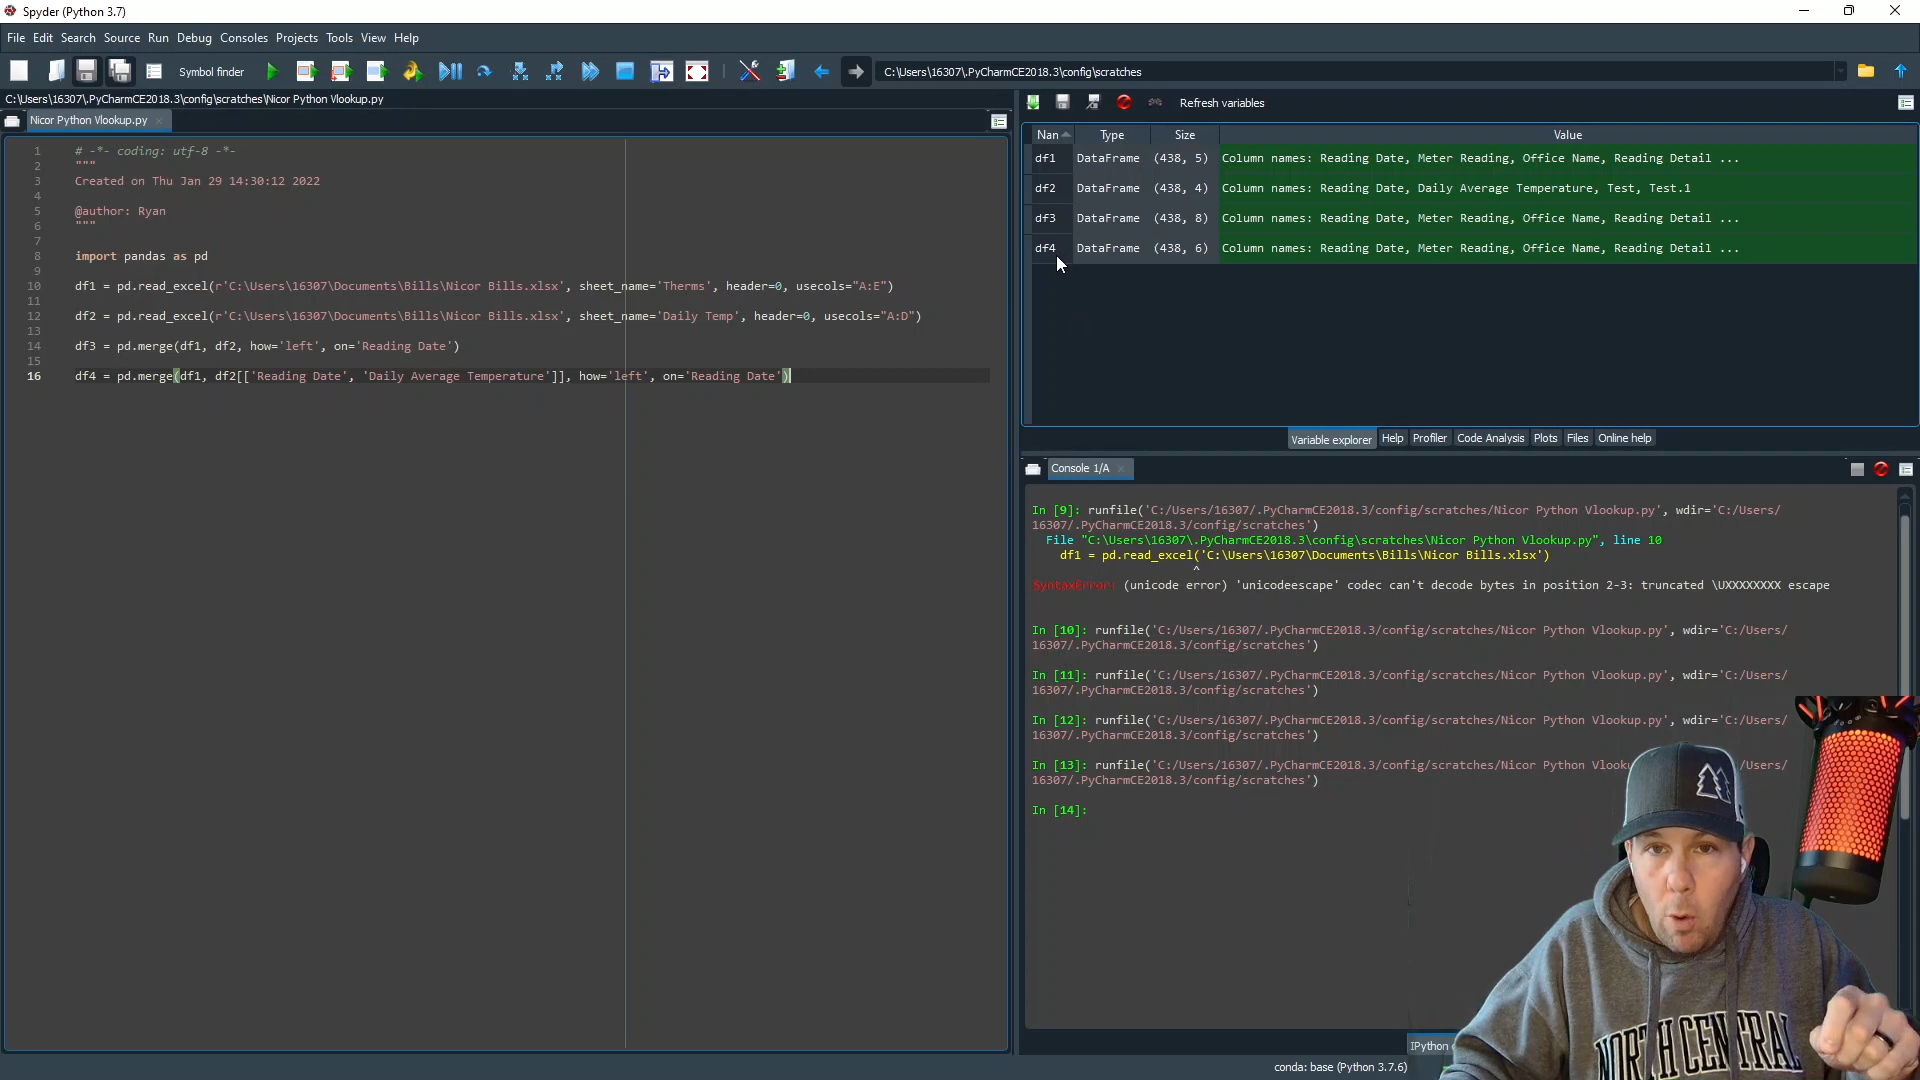 Spyder (Python 3.7)
File Edit Search Source Run Debug Consoles Projects Tools View Help
Symbol finder
C:\Users\16307\.PyCharmCE2018.3\config\scratches
C:\Users\16307\.PyCharmCE2018.3\config\scratches\Nicor Python Vlookup.py
Nicor Python Vlookup.py
1 # -*- coding: utf-8 -*-
2 """
3 Created on Thu Jan 29 14:30:12 2022
4
5 @author: Ryan
6 """
7
8 import pandas as pd
9
10 df1 = pd.read_excel(r'C:\Users\16307\Documents\Bills\Nicor Bills.xlsx', sheet_name='Therms', header=0, usecols="A:E")
11
12 df2 = pd.read_excel(r'C:\Users\16307\Documents\Bills\Nicor Bills.xlsx', sheet_name='Daily Temp', header=0, usecols="A:D")
13
14 df3 = pd.merge(df1, df2, how='left', on='Reading Date')
15
16 df4 = pd.merge(df1, df2[['Reading Date', 'Daily Average Temperature']], how='left', on='Reading Date')
Refresh variables
Nan Type Size Value
df1 DataFrame (438, 5) Column names: Reading Date, Meter Reading, Office Name, Reading Detail ...
df2 DataFrame (438, 4) Column names: Reading Date, Daily Average Temperature, Test, Test.1
df3 DataFrame (438, 8) Column names: Reading Date, Meter Reading, Office Name, Reading Detail ...
df4 DataFrame (438, 6) Column names: Reading Date, Meter Reading, Office Name, Reading Detail ...
Variable explorer Help Profiler Code Analysis Plots Files Online help
Console 1/A
In [9]: runfile('C:/Users/16307/.PyCharmCE2018.3/config/scratches/Nicor Python Vlookup.py', wdir='C:/Users/
16307/.PyCharmCE2018.3/config/scratches')
File "C:\Users\16307\.PyCharmCE2018.3\config\scratches\Nicor Python Vlookup.py", line 10
df1 = pd.read_excel('C:\Users\16307\Documents\Bills\Nicor Bills.xlsx')
^
SyntaxError: (unicode error) 'unicodeescape' codec can't decode bytes in position 2-3: truncated \UXXXXXXXX escape
In [10]: runfile('C:/Users/16307/.PyCharmCE2018.3/config/scratches/Nicor Python Vlookup.py', wdir='C:/Users/
16307/.PyCharmCE2018.3/config/scratches')
In [11]: runfile('C:/Users/16307/.PyCharmCE2018.3/config/scratches/Nicor Python Vlookup.py', wdir='C:/Users/
16307/.PyCharmCE2018.3/config/scratches')
In [12]: runfile('C:/Users/16307/.PyCharmCE2018.3/config/scratches/Nicor Python Vlookup.py', wdir='C:/Users/
16307/.PyCharmCE2018.3/config/scratches')
In [13]: runfile('C:/Users/16307/.PyCharmCE2018.3/config/scratches/Nicor Python Vlook /Users/
16307/.PyCharmCE2018.3/config/scratches')
In [14]:
IPython
NORTH CENTRAL
conda: base (Python 3.7.6)